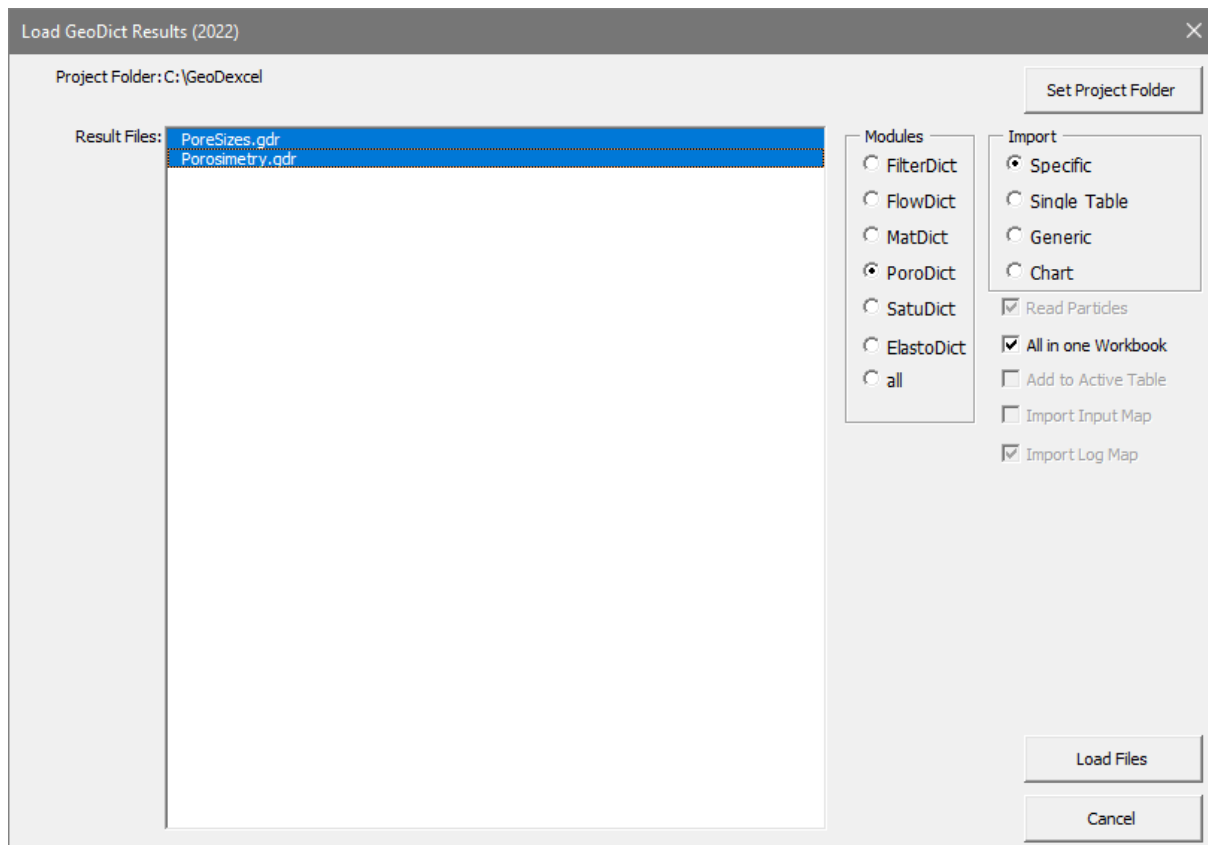 Load GeoDict Results (2022)
Project Folder: C:\GeoDexcel
Set Project Folder
Result Files:
PoreSizes.gdr
Porosimetry.gdr
Modules
FilterDict
FlowDict
MatDict
PoroDict
SatuDict
ElastoDict
all
Import
Specific
Single Table
Generic
Chart
Read Particles
All in one Workbook
Add to Active Table
Import Input Map
Import Log Map
Load Files
Cancel